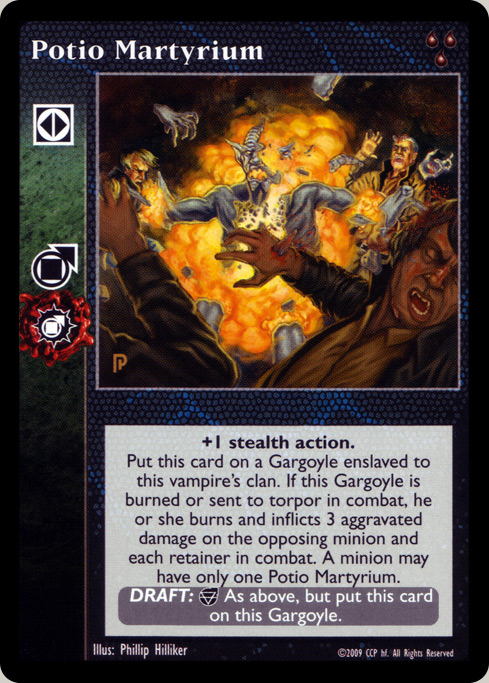 Potio Martyrium
+1 stealth action.
Put this card on a Gargoyle enslaved to
this vampire's clan. If this Gargoyle is
burned or sent to torpor in combat, he
or she burns and inflicts 3 aggravated
damage on the opposing minion and
each retainer in combat. A minion may
have only one Potio Martyrium.
DRAFT: As above, but put this card
on this Gargoyle.
Illus: Phillip Hilliker ©2009 CCP hf. All Rights Reserved